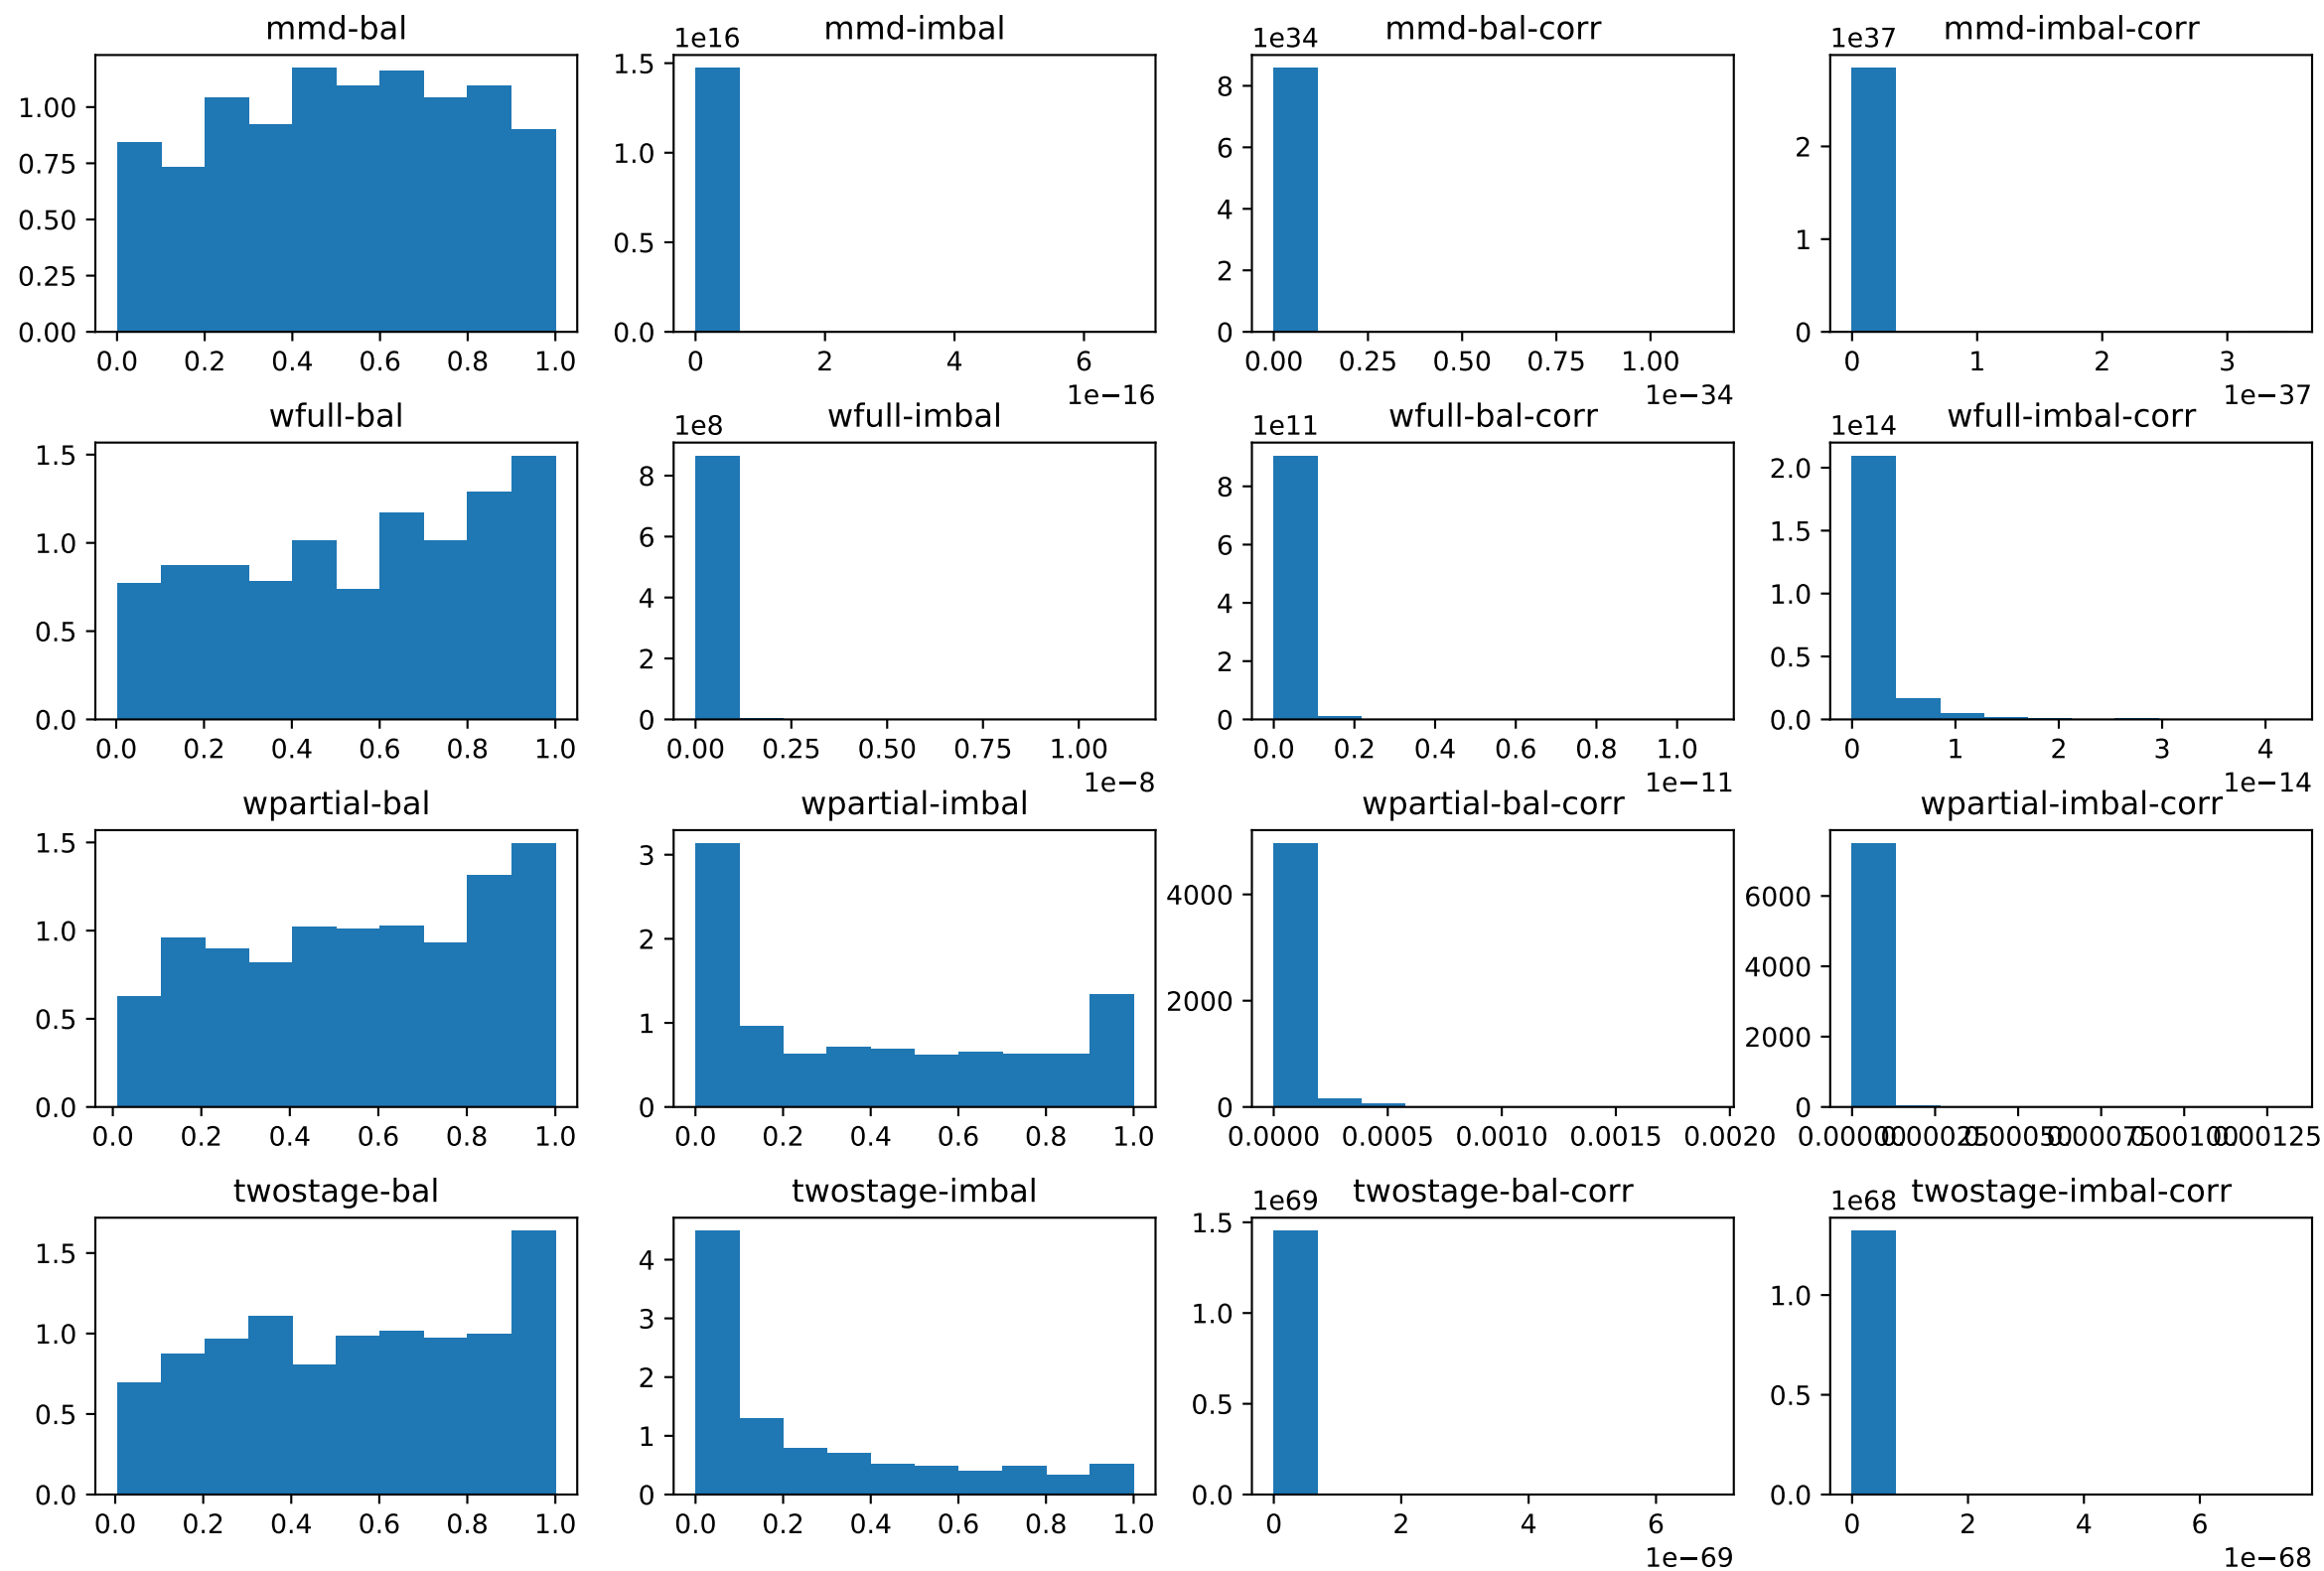 mmd-bal
0.00 0.25 0.50 0.75 1.00
0.0 0.2 0.4 0.6 0.8 1.0
mmd-imbal
1e16
0.0 0.5 1.0 1.5
0 2 4 6
1e−16
mmd-bal-corr
1e34
0 2 4 6 8
0.00 0.25 0.50 0.75 1.00
1e−34
mmd-imbal-corr
1e37
0 1 2
0 1 2 3
1e−37
wfull-bal
0.0 0.5 1.0 1.5
0.0 0.2 0.4 0.6 0.8 1.0
wfull-imbal
1e8
0 2 4 6 8
0.00 0.25 0.50 0.75 1.00
1e−8
wfull-bal-corr
1e11
0 2 4 6 8
0.0 0.2 0.4 0.6 0.8 1.0
1e−11
wfull-imbal-corr
1e14
0.0 0.5 1.0 1.5 2.0
0 1 2 3 4
1e−14
wpartial-bal
0.0 0.5 1.0 1.5
0.0 0.2 0.4 0.6 0.8 1.0
wpartial-imbal
0 1 2 3
0.0 0.2 0.4 0.6 0.8 1.0
wpartial-bal-corr
0 2000 4000
0.0000 0.0005 0.0010 0.0015 0.0020
wpartial-imbal-corr
0 2000 4000 6000
0.00000 0.00025 0.00050 0.00075 0.00100 0.00125
twostage-bal
0.0 0.5 1.0 1.5
0.0 0.2 0.4 0.6 0.8 1.0
twostage-imbal
0 1 2 3 4
0.0 0.2 0.4 0.6 0.8 1.0
twostage-bal-corr
1e69
0.0 0.5 1.0 1.5
0 2 4 6
1e−69
twostage-imbal-corr
1e68
0.0 0.5 1.0
0 2 4 6
1e−68